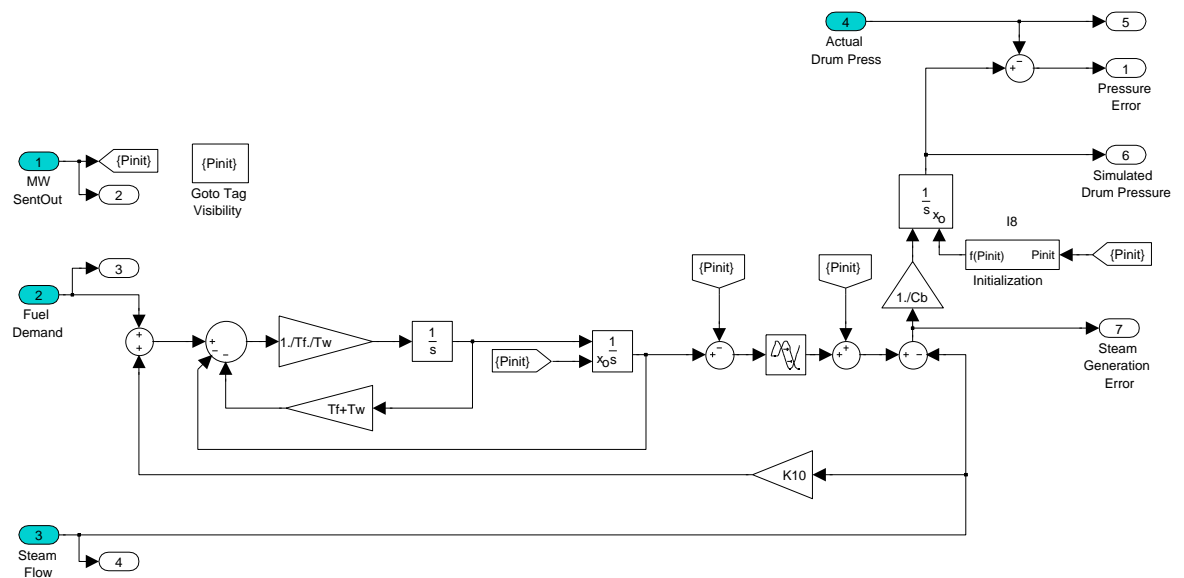 4
5
Actual
Drum Press
−
+
1
Pressure
Error
1
{Pinit}
{Pinit}
6
MW
SentOut
2
Goto Tag
Visibility
Simulated
Drum Pressure
1
s
xo
I8
f(Pinit)
Pinit
{Pinit}
Initialization
3
{Pinit}
{Pinit}
2
Fuel
Demand
1./Cb
7
Steam
Generation
Error
+
+
+
−
−
1./Tf./Tw
1
s
{Pinit}
1
xo s
−
+
+
+
+ −
Tf+Tw
K10
3
Steam
Flow
4